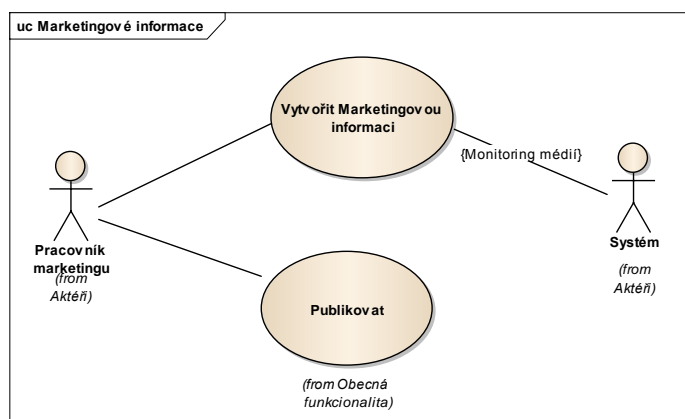 uc Marketingové informace
Vytvořit Marketingovou
informaci
{Monitoring médií}
Pracovník
marketingu
(from
Aktéři)
Systém
(from
Aktéři)
Publikovat
(from Obecná
funkcionalita)